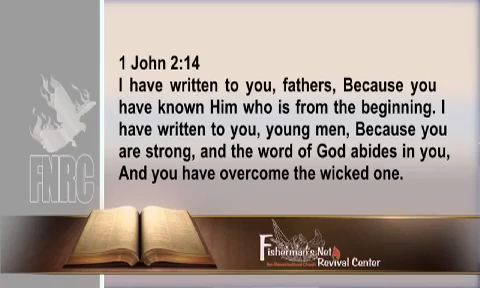 1 John 2:14
I have written to you, fathers, Because you
have known Him who is from the beginning. I
have written to you, young men, Because you
are strong, and the word of God abides in you,
And you have overcome the wicked one.
FNRC
Fisherman's Net
Revival Center